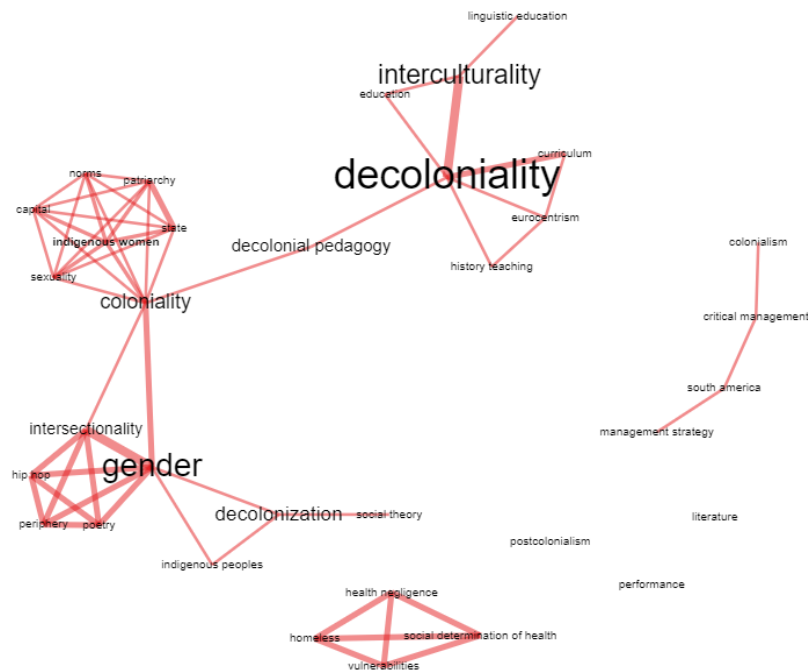 linguistic education
interculturality
education
curriculum
decoloniality
norms
patriarchy
capital
eurocentrism
state
indigenous women
decolonial pedagogy
colonialism
history teaching
sexuality
coloniality
critical management
south america
intersectionality
management strategy
gender
hip hop
decolonization
social theory
literature
periphery
poetry
postcolonialism
indigenous peoples
performance
health negligence
homeless
social determination of health
vulnerabilities